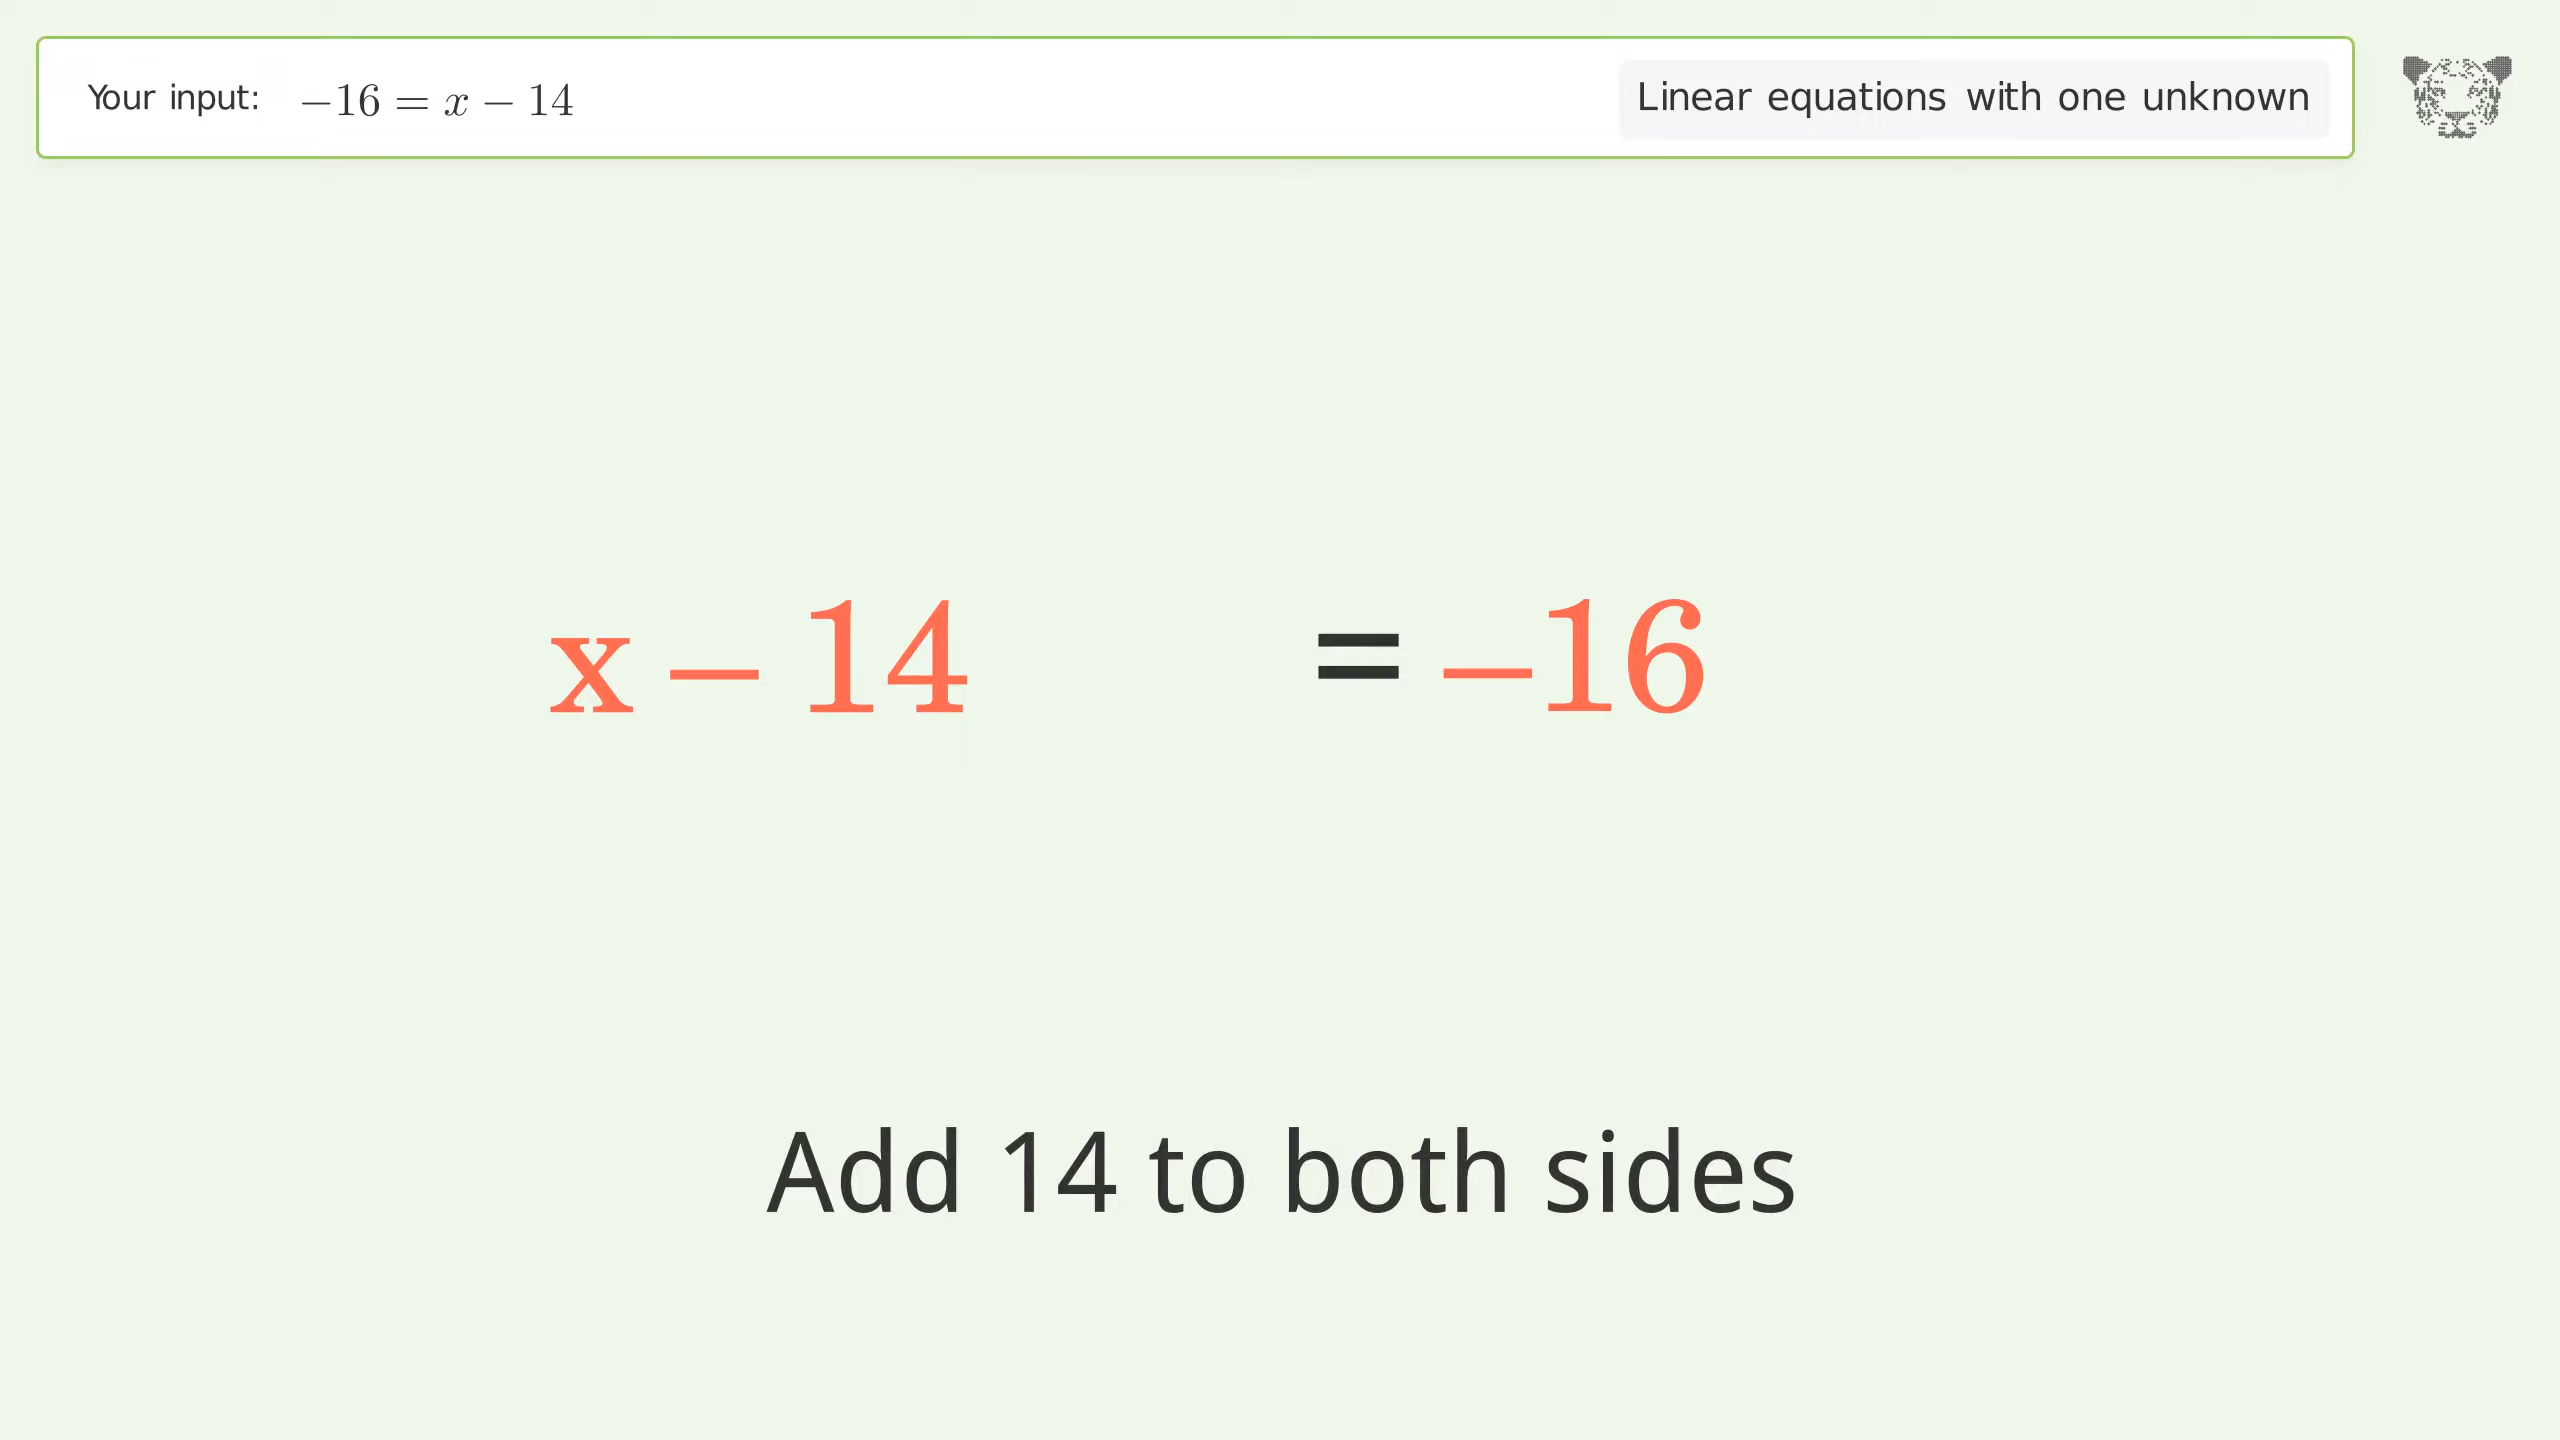 Your input: −16 = x − 14
Linear equations with one unknown
x − 14 = −16
Add 14 to both sides